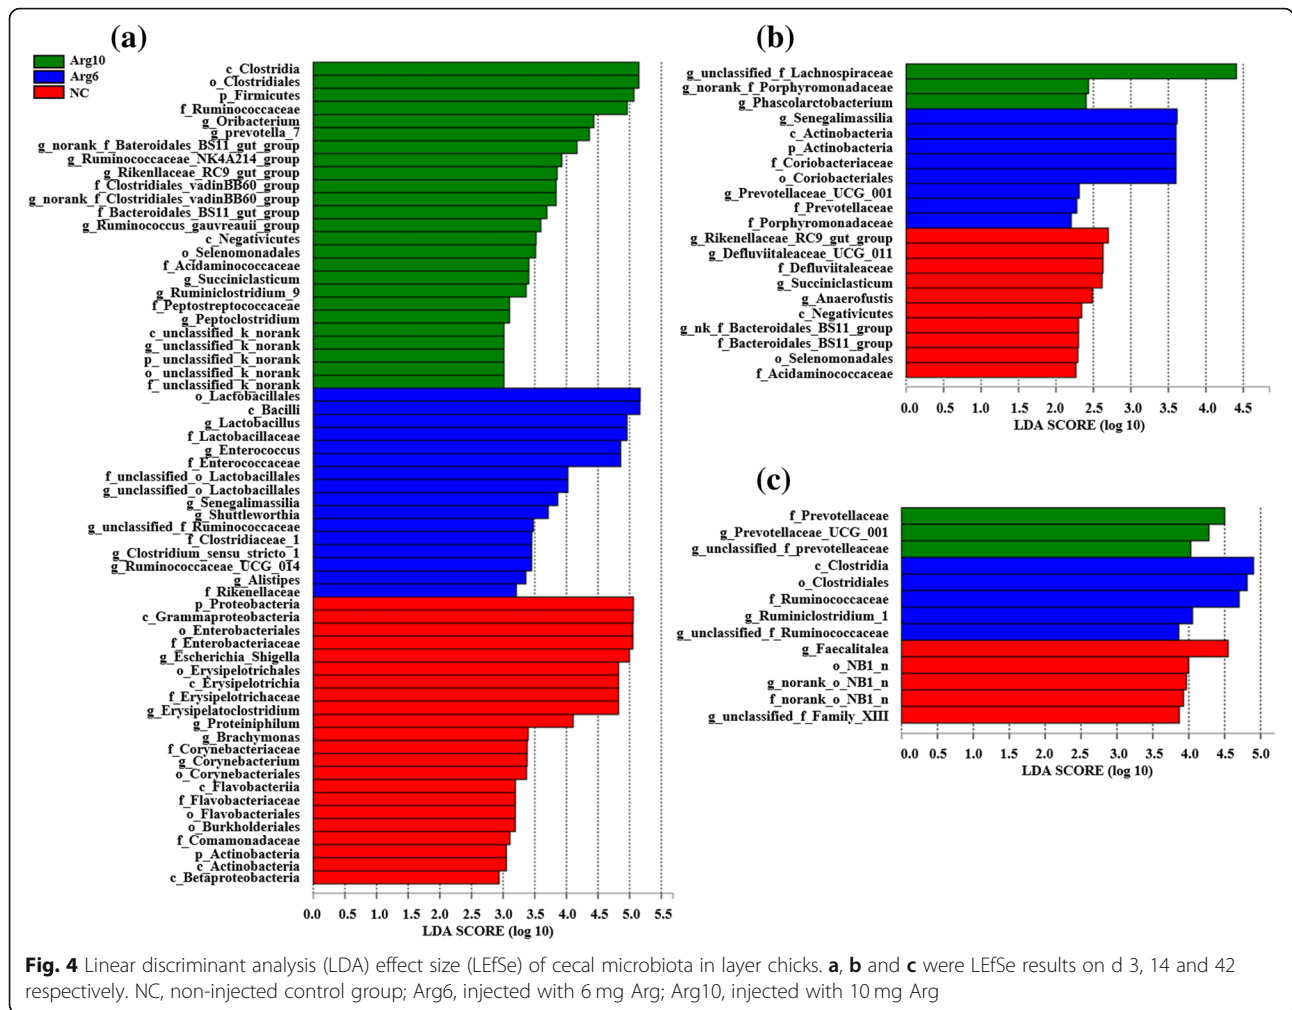 (a)
Arg10
Arg6
NC
c_Clostridia
o_Clostridiales
p_Firmicutes
f_Ruminococcaceae
g_Oribacterium
g_prevotella_7
g_norank_f_Bateroidales_BS11_gut_group
g_Ruminococcaceae_NK4A214_group
g_Rikenllaceae_RC9_gut_group
f_Clostridiales_vadinBB60_group
g_norank_f_Clostridiales_vadinBB60_group
f_Bacteroidales_BS11_gut_group
g_Ruminococcus_gauvreauii_group
c_Negativicutes
o_Selenomonadales
f_Acidaminococcaceae
g_Succiniclasticum
g_Ruminiclostridium_9
f_Peptostreptococcaceae
g_Peptoclostridium
c_unclassified_k_norank
g_unclassified_k_norank
p_unclassified_k_norank
o_unclassified_k_norank
f_unclassified_k_norank
o_Lactobacillales
c_Bacilli
g_Lactobacillus
f_Lactobacillaceae
g_Enterococcus
f_Enterococcaceae
f_unclassified_o_Lactobacillales
g_unclassified_o_Lactobacillales
g_Senegalimassilia
g_Shuttleworthia
g_unclassified_f_Ruminococcaceae
f_Clostridiaceae_1
g_Clostridium_sensu_stricto_1
g_Ruminococcaceae_UCG_014
g_Alistipes
f_Rikenellaceae
p_Proteobacteria
c_Grammaproteobacteria
o_Enterobacteriales
f_Enterobacteriaceae
g_Escherichia_Shigella
o_Erysipelotrichales
c_Erysipelotrichia
f_Erysipelotrichaceae
g_Erysipelatoclostridium
g_Proteiniphilum
g_Brachymonas
f_Corynebacteriaceae
g_Corynebacterium
o_Corynebacteriales
c_Flavobacteriia
f_Flavobacteriaceae
o_Flavobacteriales
o_Burkholderiales
f_Comamonadaceae
p_Actinobacteria
c_Actinobacteria
c_Betaproteobacteria
0.0 0.5 1.0 1.5 2.0 2.5 3.0 3.5 4.0 4.5 5.0 5.5
LDA SCORE (log 10)
(b)
g_unclassified_f_Lachnospiraceae
g_norank_f_Porphyromonadaceae
g_Phascolarctobacterium
g_Senegalimassilia
c_Actinobacteria
p_Actinobacteria
f_Coriobacteriaceae
o_Coriobacteriales
g_Prevotellaceae_UCG_001
f_Prevotellaceae
f_Porphyromonadaceae
g_Rikenellaceae_RC9_gut_group
g_Defluviitaleaceae_UCG_011
f_Defluviitaleaceae
g_Succiniclasticum
g_Anaerofustis
c_Negativicutes
g_nk_f_Bacteroidales_BS11_group
f_Bacteroidales_BS11_group
o_Selenomonadales
f_Acidaminococcaceae
0.0 0.5 1.0 1.5 2.0 2.5 3.0 3.5 4.0 4.5
LDA SCORE (log 10)
(c)
f_Prevotellaceae
g_Prevotellaceae_UCG_001
g_unclassified_f_prevotelleaceae
c_Clostridia
o_Clostridiales
f_Ruminococcaceae
g_Ruminiclostridium_1
g_unclassified_f_Ruminococcaceae
g_Faecalitalea
o_NB1_n
g_norank_o_NB1_n
f_norank_o_NB1_n
g_unclassified_f_Family_XIII
0.0 0.5 1.0 1.5 2.0 2.5 3.0 3.5 4.0 4.5 5.0
LDA SCORE (log 10)
Fig. 4 Linear discriminant analysis (LDA) effect size (LEfSe) of cecal microbiota in layer chicks. a, b and c were LEfSe results on d 3, 14 and 42
respectively. NC, non-injected control group; Arg6, injected with 6 mg Arg; Arg10, injected with 10 mg Arg